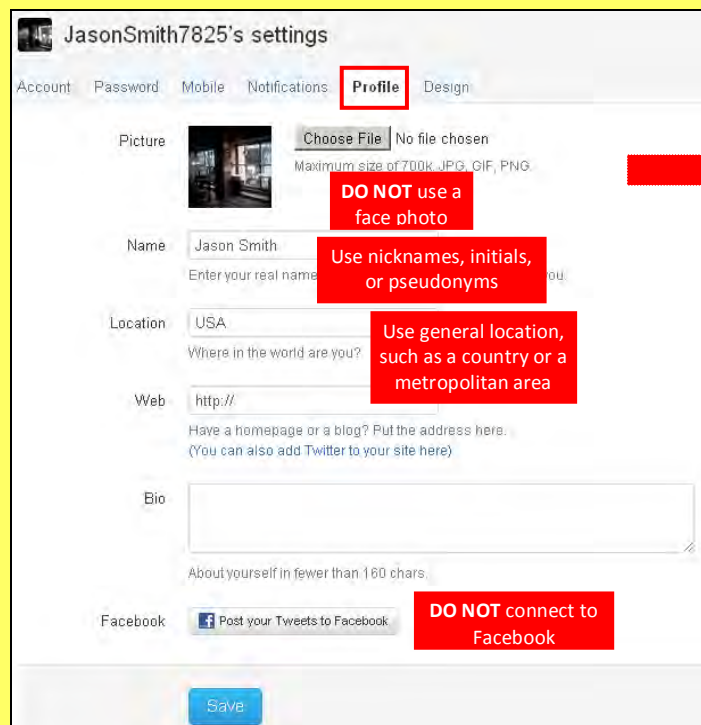 JasonSmith7825's settings
Account Password Mobile Notifications Profile Design
Picture
Choose File No file chosen
Maximum size of 700k. JPG, GIF, PNG.
DO NOT use a
face photo
Name
Jason Smith
Use nicknames, initials,
or pseudonyms
Enter your real name you.
Location
USA
Use general location,
such as a country or a
metropolitan area
Where in the world are you?
Web
http://
Have a homepage or a blog? Put the address here.
(You can also add Twitter to your site here)
Bio
About yourself in fewer than 160 chars.
Facebook
Post your Tweets to Facebook
DO NOT connect to
Facebook
Save